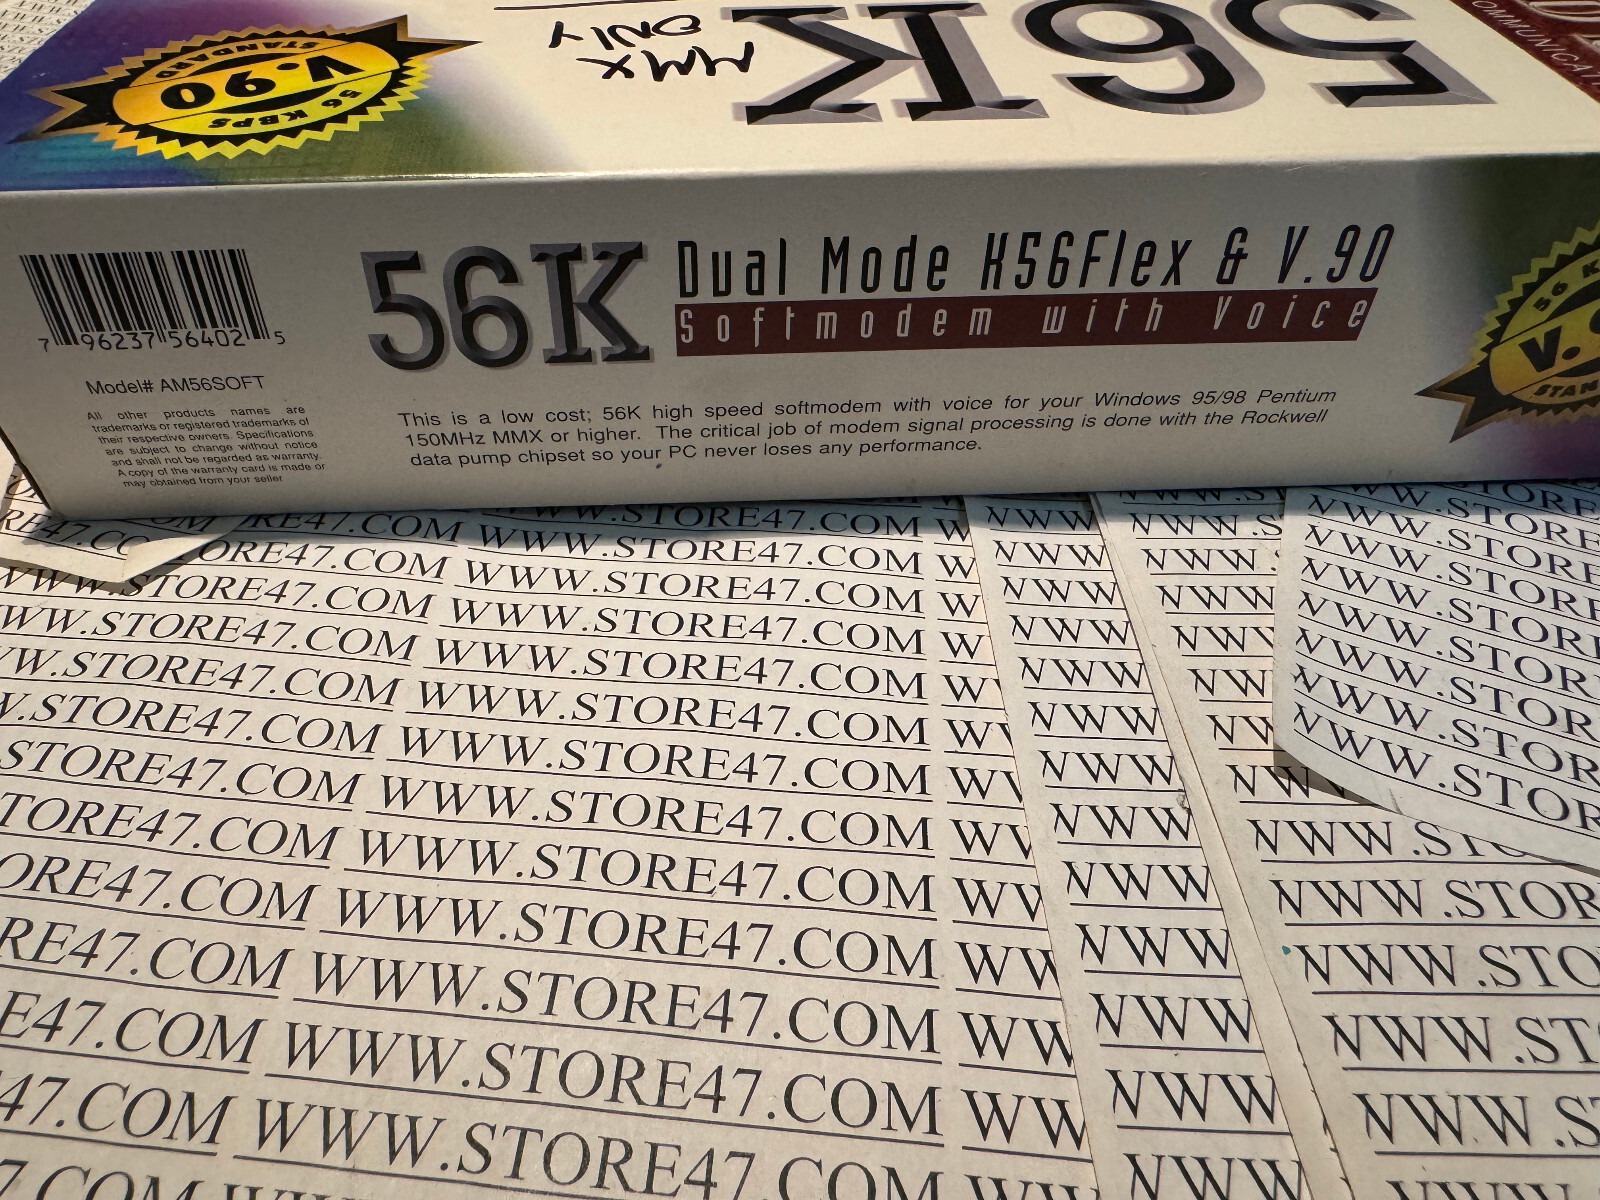 56K
MMX
ONLY
56 KBPS
V.90
STANDARD
56K Dual Mode K56Flex & V.90
Softmodem with Voice
7 96237 56402 5
Model# AM56SOFT
All other products names are
trademarks or registered trademarks of
their respective owners. Specifications
are subject to change without notice
and shall not be regarded as warranty.
A copy of the warranty card is made or
may obtained from your seller
This is a low cost; 56K high speed softmodem with voice for your Windows 95/98 Pentium
150MHz MMX or higher. The critical job of modem signal processing is done with the Rockwell
data pump chipset so your PC never loses any performance.
WWW.STORE47.COM
WWW.STORE47.COM
WWW.STORE47.COM
WWW.STORE47.COM
WWW.STORE47.COM
WWW.STORE47.COM
WWW.STORE47.COM
WWW.STORE47.COM
WWW.STORE47.COM
WWW.STORE47.COM
WWW.STORE47.COM
WWW.STORE47.COM
WWW.STORE47.COM